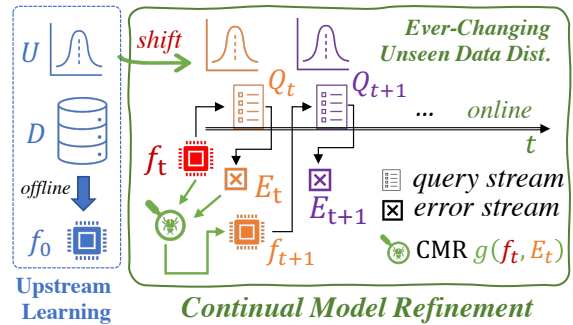 U
shift
Ever-Changing
Unseen Data Dist.
Q_t
Q_{t+1}
D
... online
t
offline
f_t
E_t
E_{t+1}
query stream
error stream
f_0
f_{t+1}
CMR g(f_t, E_t)
Upstream
Learning
Continual Model Refinement